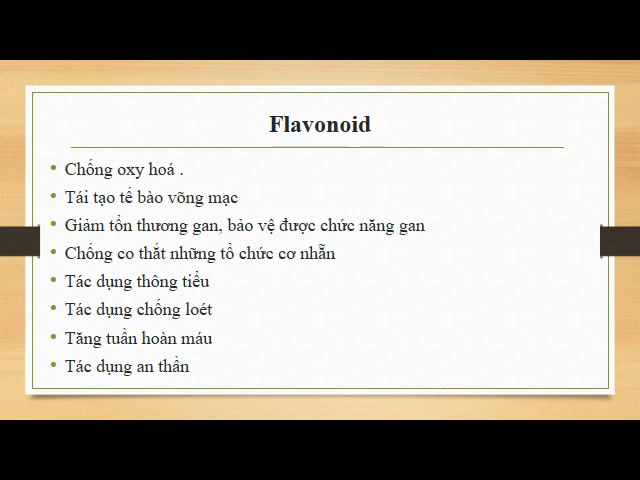 Flavonoid
• Chống oxy hoá .
• Tái tạo tế bào võng mạc
• Giảm tổn thương gan, bảo vệ được chức năng gan
• Chống co thắt những tổ chức cơ nhẵn
• Tác dụng thông tiểu
• Tác dụng chống loét
• Tăng tuần hoàn máu
• Tác dụng an thần